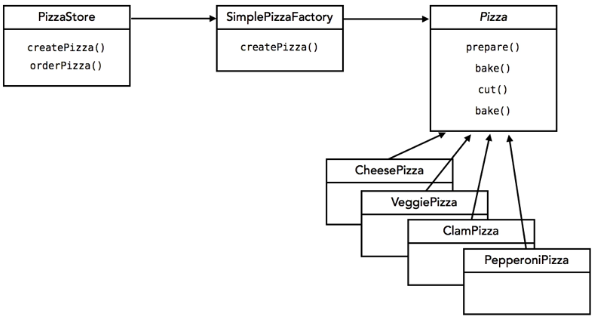 PizzaStore
createPizza()
orderPizza()
SimplePizzaFactory
createPizza()
Pizza
prepare()
bake()
cut()
bake()
CheesePizza
VeggiePizza
ClamPizza
PepperoniPizza